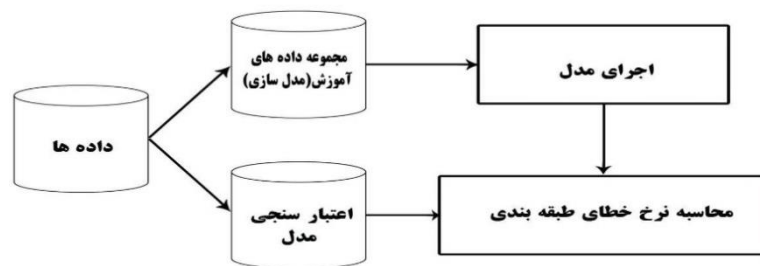 داده ها
مجموعه داده های
آموزش(مدل سازی)
اجرای مدل
اعتبار سنجی
مدل
محاسبه نرخ خطای طبقه بندی